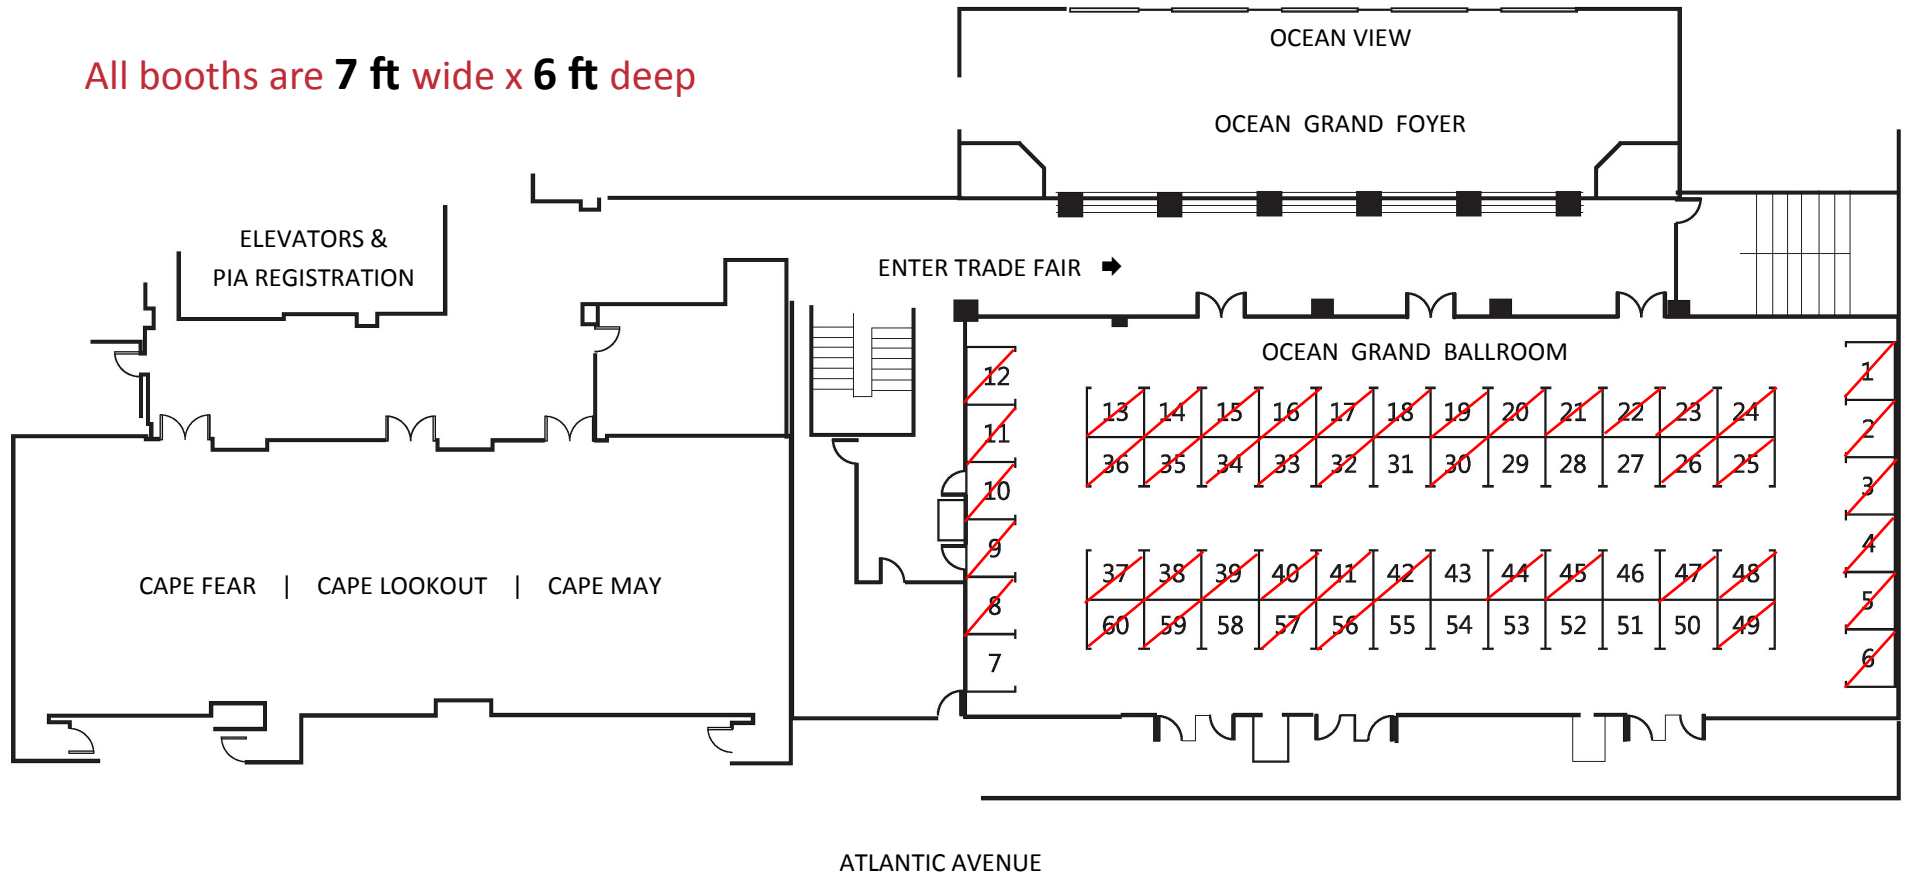 OCEAN VIEW
All booths are 7 ft wide x 6 ft deep
OCEAN GRAND FOYER
ELEVATORS &
PIA REGISTRATION
ENTER TRADE FAIR
OCEAN GRAND BALLROOM
12
11
10
9
8
7
13 14 15 16 17 18 19 20 21 22 23 24
36 35 34 33 32 31 30 29 28 27 26 25
37 38 39 40 41 42 43 44 45 46 47 48
60 59 58 57 56 55 54 53 52 51 50 49
1
2
3
4
5
6
CAPE FEAR | CAPE LOOKOUT | CAPE MAY
ATLANTIC AVENUE